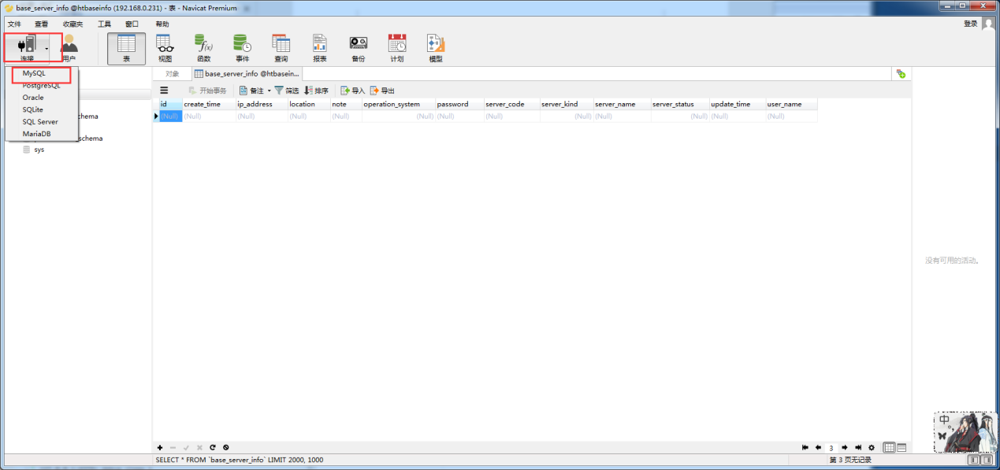 base_server_info @htbaseinfo (192.168.0.231) - 表 - Navicat Premium
文件 查看 收藏夹 工具 窗口 帮助 登录
连接 用户 表 视图 函数 事件 查询 报表 备份 计划 模型
MySQL
PostgreSQL
Oracle
SQLite
SQL Server
MariaDB
chema
_schema
sys
对象 base_server_info @htbasein...
开始事务 备注 筛选 排序 导入 导出
id create_time ip_address location note operation_system password server_code server_kind server_name server_status update_time user_name
(Null) (Null) (Null) (Null) (Null) (Null) (Null) (Null) (Null) (Null) (Null) (Null) (Null)
没有可用的活动。
中
3
SELECT * FROM `base_server_info` LIMIT 2000, 1000 第 3 页无记录